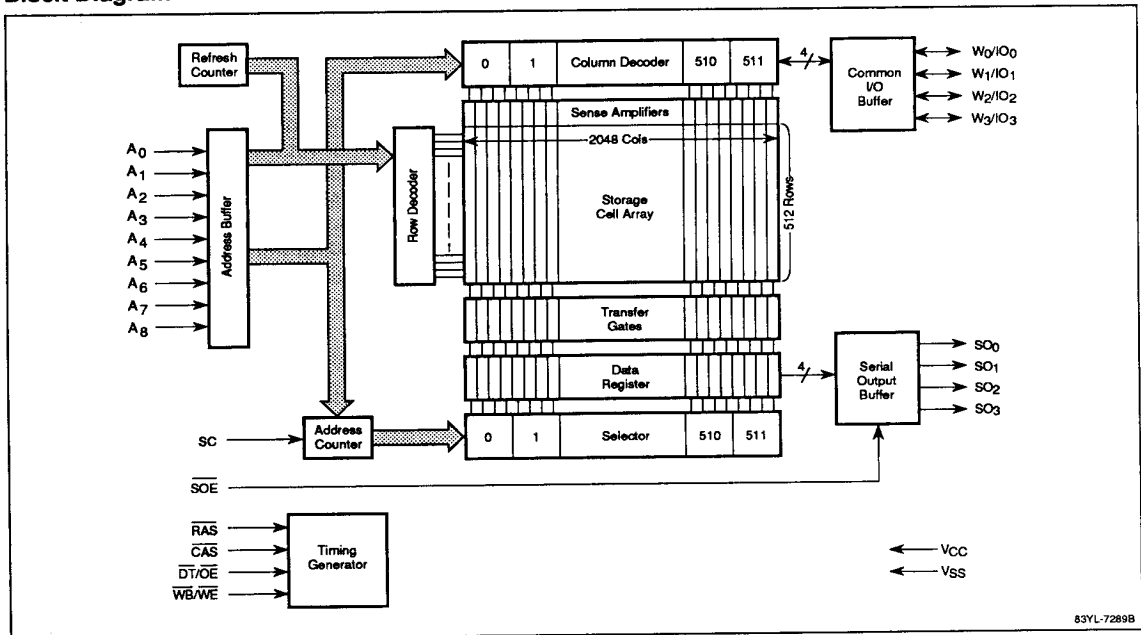 Refresh
Counter
0 1 Column Decoder 510 511
4
Common
I/O
Buffer
W0/IO0
W1/IO1
W2/IO2
W3/IO3
Sense Amplifiers
2048 Cols
A0
A1
A2
A3
A4
A5
A6
A7
A8
Address Buffer
Row Decoder
Storage
Cell Array
512 Rows
Transfer
Gates
Data
Register
4
Serial
Output
Buffer
SO0
SO1
SO2
SO3
SC
Address
Counter
0 1 Selector 510 511
SOE
RAS
CAS
DT/OE
WB/WE
Timing
Generator
VCC
VSS
83YL-7289B